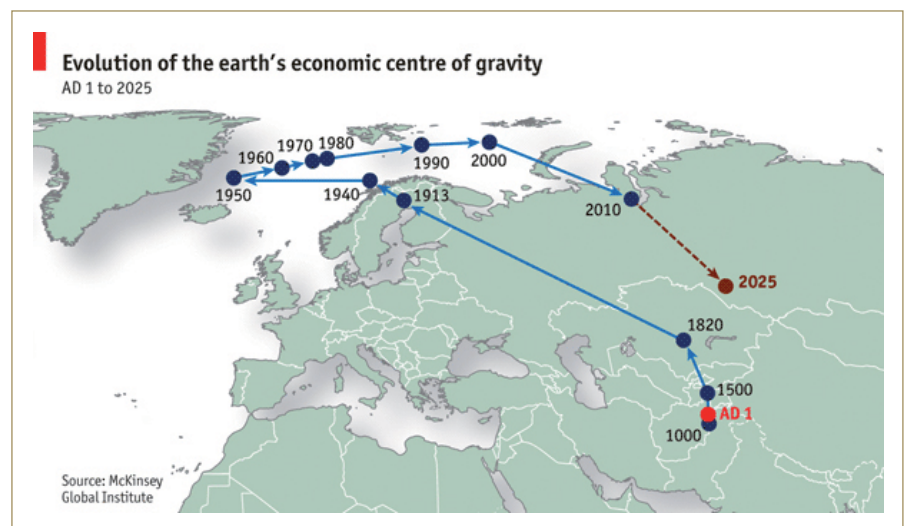 Evolution of the earth's economic centre of gravity
AD 1 to 2025
1960
1970
1980
1990
2000
1950
1940
1913
2010
2025
1820
1500
AD 1
1000
Source: McKinsey
Global Institute